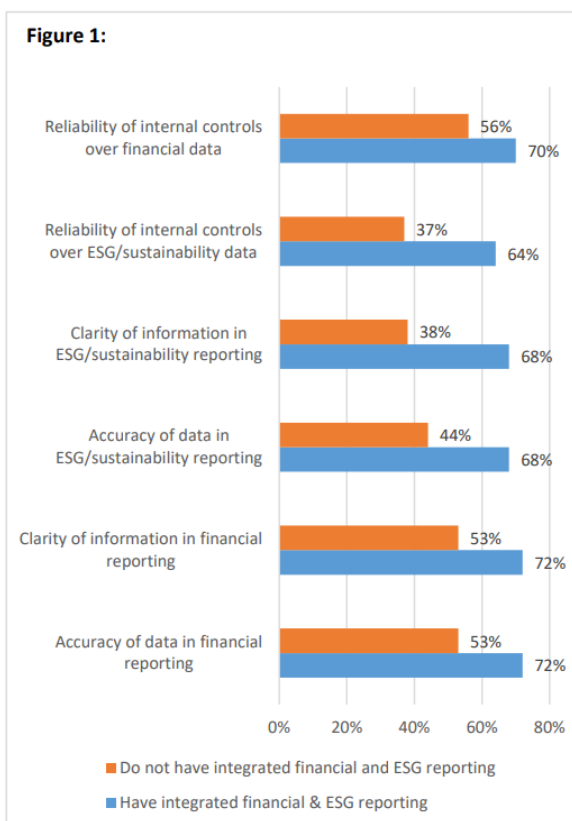 Figure 1:
Reliability of internal controls
over financial data
56%
70%
Reliability of internal controls
over ESG/sustainability data
37%
64%
Clarity of information in
ESG/sustainability reporting
38%
68%
Accuracy of data in
ESG/sustainability reporting
44%
68%
Clarity of information in financial
reporting
53%
72%
Accuracy of data in financial
reporting
53%
72%
0% 20% 40% 60% 80%
Do not have integrated financial and ESG reporting
Have integrated financial & ESG reporting